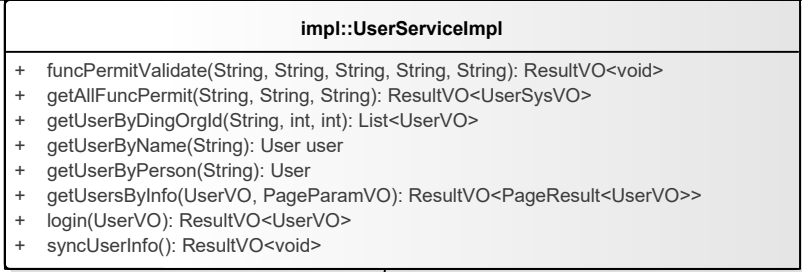 impl::UserServiceImpl
+ funcPermitValidate(String, String, String, String, String): ResultVO<void>
+ getAllFuncPermit(String, String, String): ResultVO<UserSysVO>
+ getUserByDingOrgId(String, int, int): List<UserVO>
+ getUserByName(String): User user
+ getUserByPerson(String): User
+ getUsersByInfo(UserVO, PageParamVO): ResultVO<PageResult<UserVO>>
+ login(UserVO): ResultVO<UserVO>
+ syncUserInfo(): ResultVO<void>